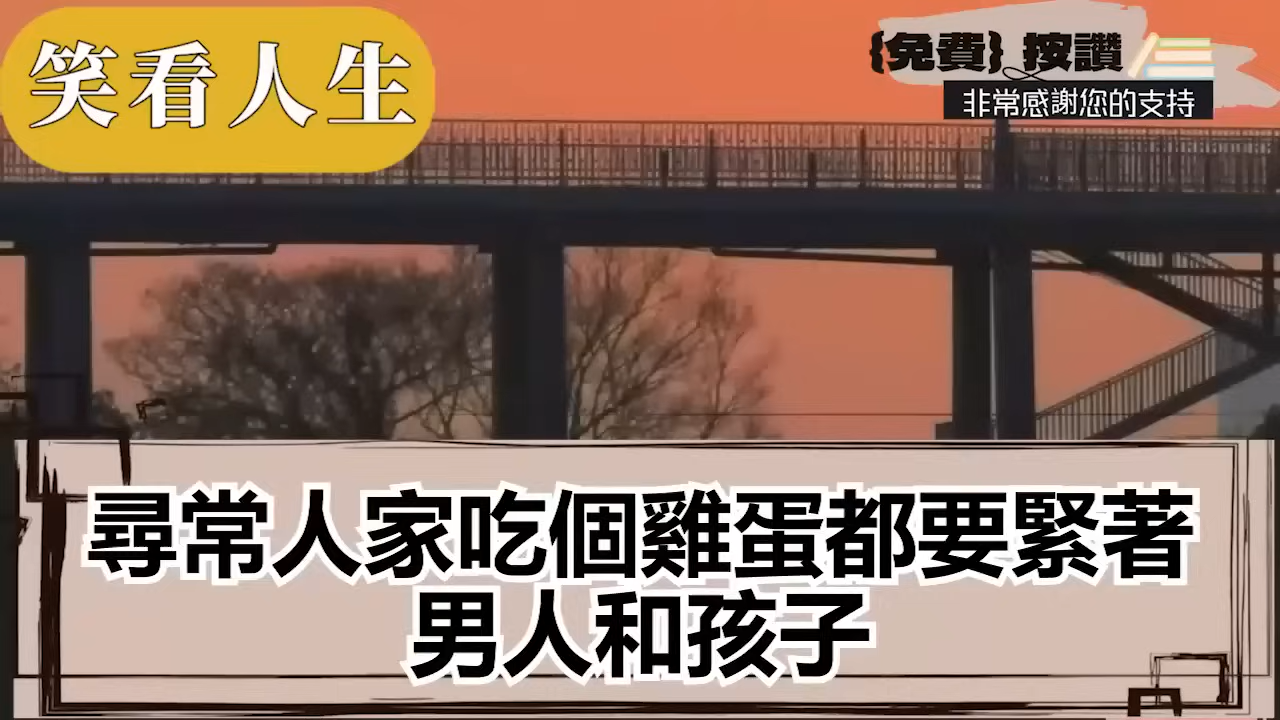 笑看人生
{免費} 按讚
非常感謝您的支持
尋常人家吃個雞蛋都要緊著
男人和孩子